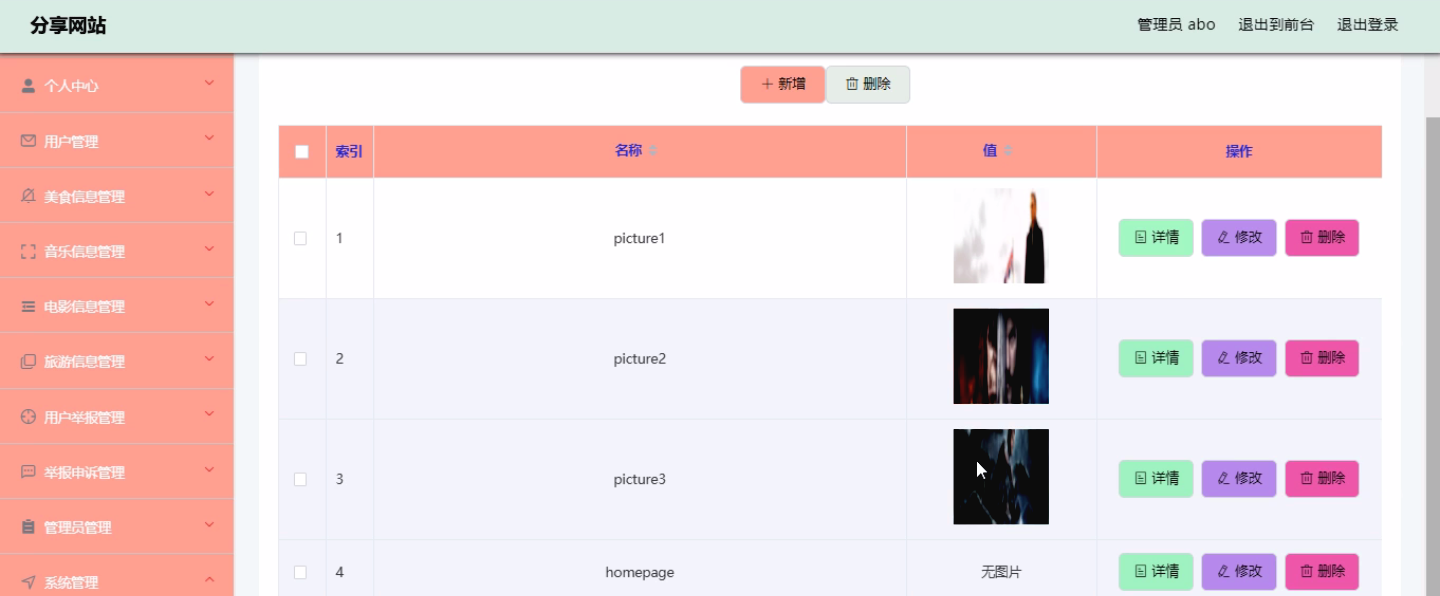 分享网站
管理员 abo 退出到前台 退出登录
个人中心
用户管理
美食信息管理
音乐信息管理
电影信息管理
旅游信息管理
用户举报管理
举报申诉管理
管理员管理
系统管理
+ 新增 删除
索引 名称 值 操作
1 picture1 详情 修改 删除
2 picture2 详情 修改 删除
3 picture3 详情 修改 删除
4 homepage 无图片 详情 修改 删除